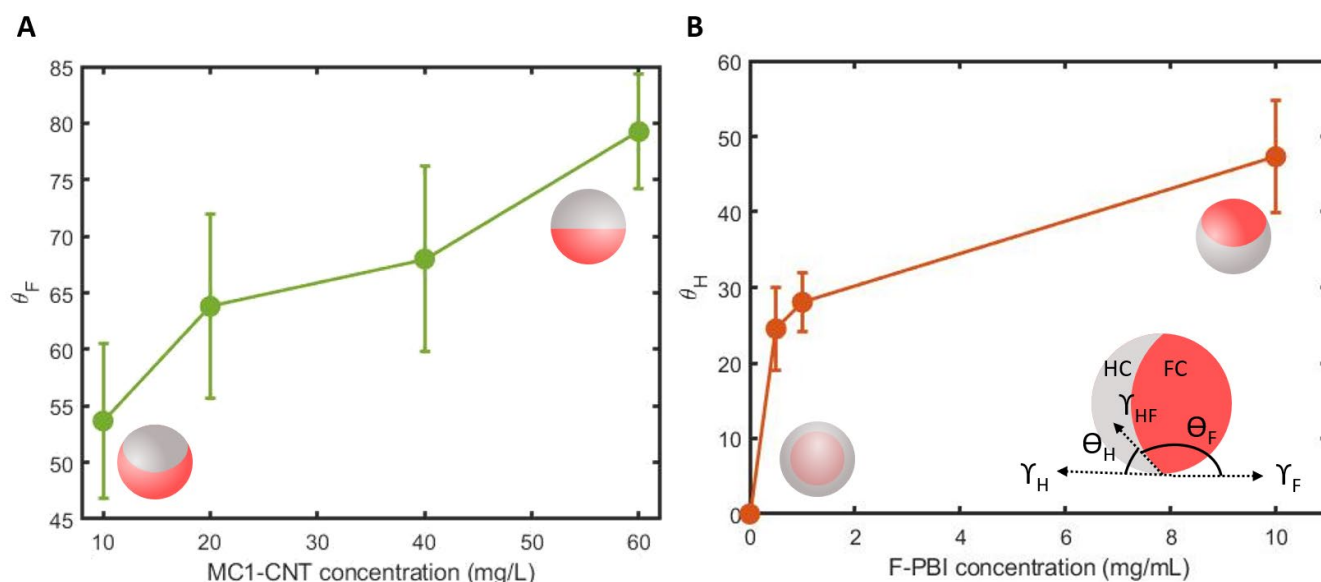 A
85
80
75
70
65
60
55
50
45
θF
10
20
30
40
50
60
MC1-CNT concentration (mg/L)
B
60
50
40
30
20
10
0
θH
HC
FC
ϒHF
ӨH
ӨF
ϒH
ϒF
0
2
4
6
8
10
F-PBI concentration (mg/mL)